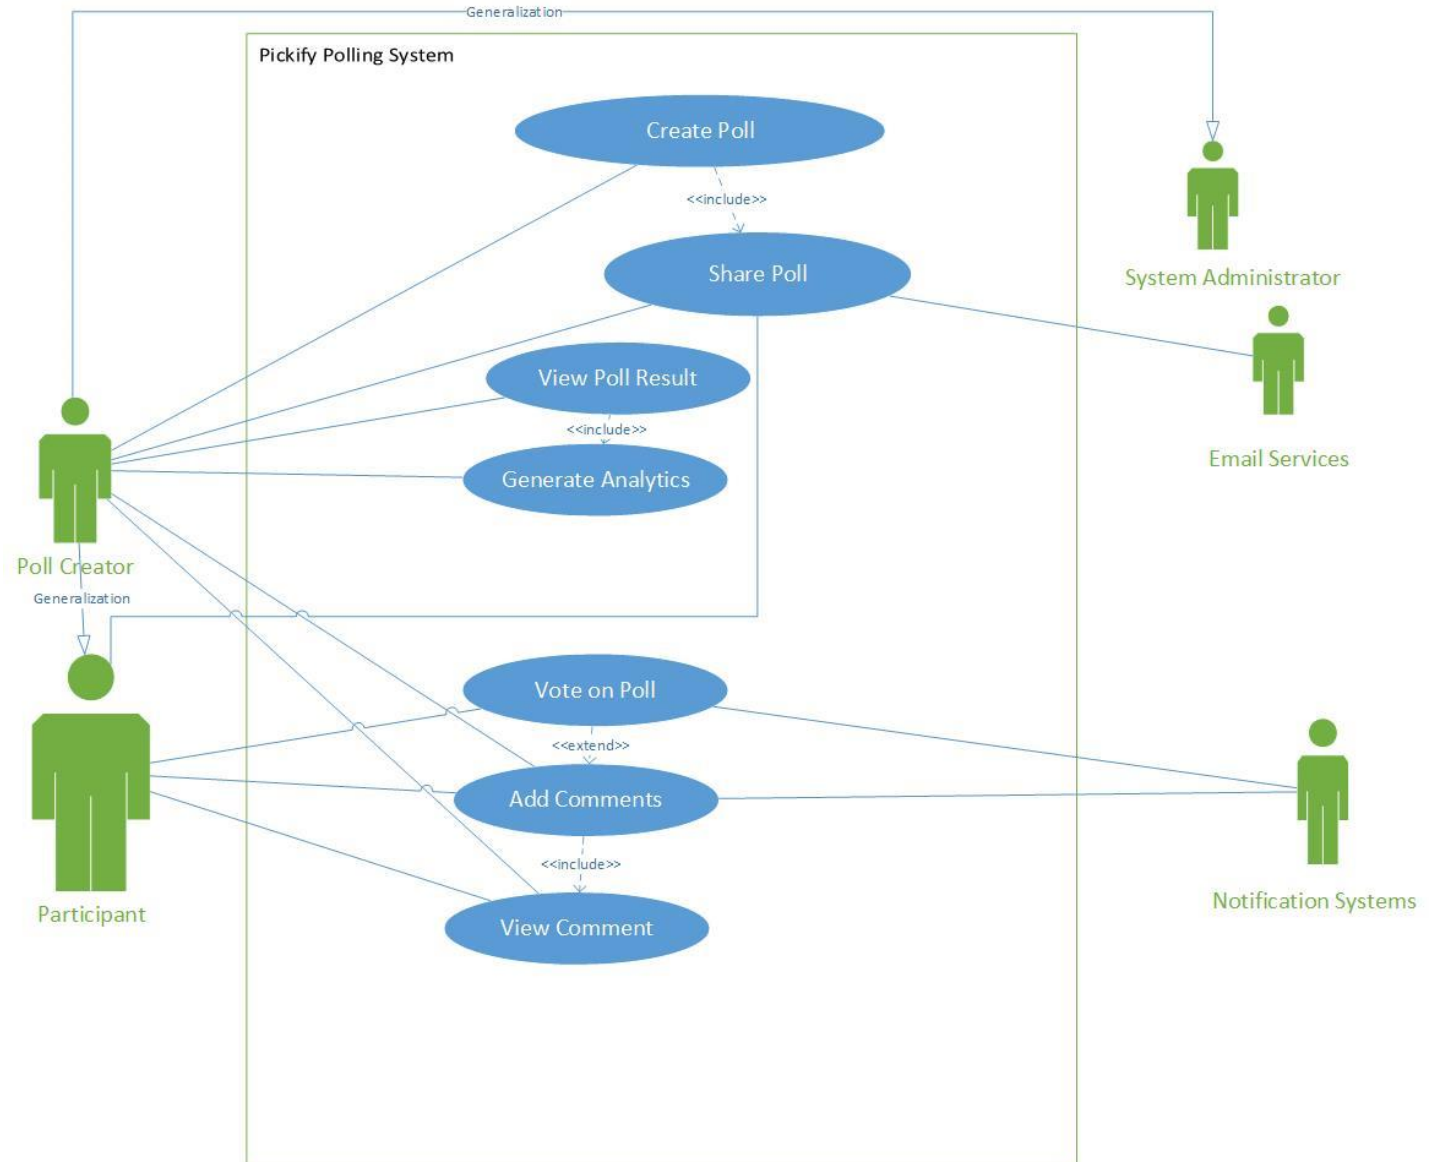 Generalization
Pickify Polling System
Create Poll
<<include>>
Share Poll
System Administrator
View Poll Result
<<include>>
Email Services
Generate Analytics
Poll Creator
Generalization
Vote on Poll
<<extend>>
Add Comments
<<include>>
Notification Systems
Participant
View Comment